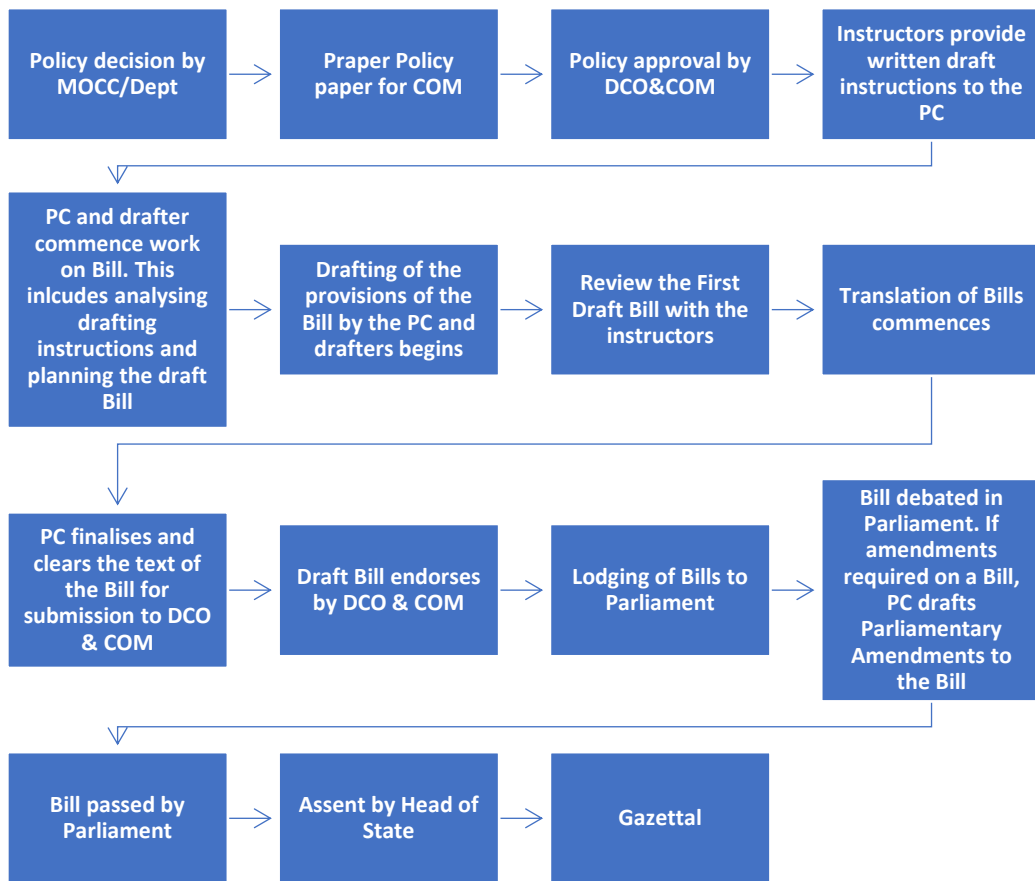 Policy decision by
MOCC/Dept
Praper Policy
paper for COM
Policy approval by
DCO&COM
Instructors provide
written draft
instructions to the
PC
PC and drafter
commence work
on Bill. This
inlcudes analysing
drafting
instructions and
planning the draft
Bill
Drafting of the
provisions of the
Bill by the PC and
drafters begins
Review the First
Draft Bill with the
instructors
Translation of Bills
commences
PC finalises and
clears the text of
the Bill for
submission to DCO
& COM
Draft Bill endorses
by DCO & COM
Lodging of Bills to
Parliament
Bill debated in
Parliament. If
amendments
required on a Bill,
PC drafts
Parliamentary
Amendments to
the Bill
Bill passed by
Parliament
Assent by Head of
State
Gazettal